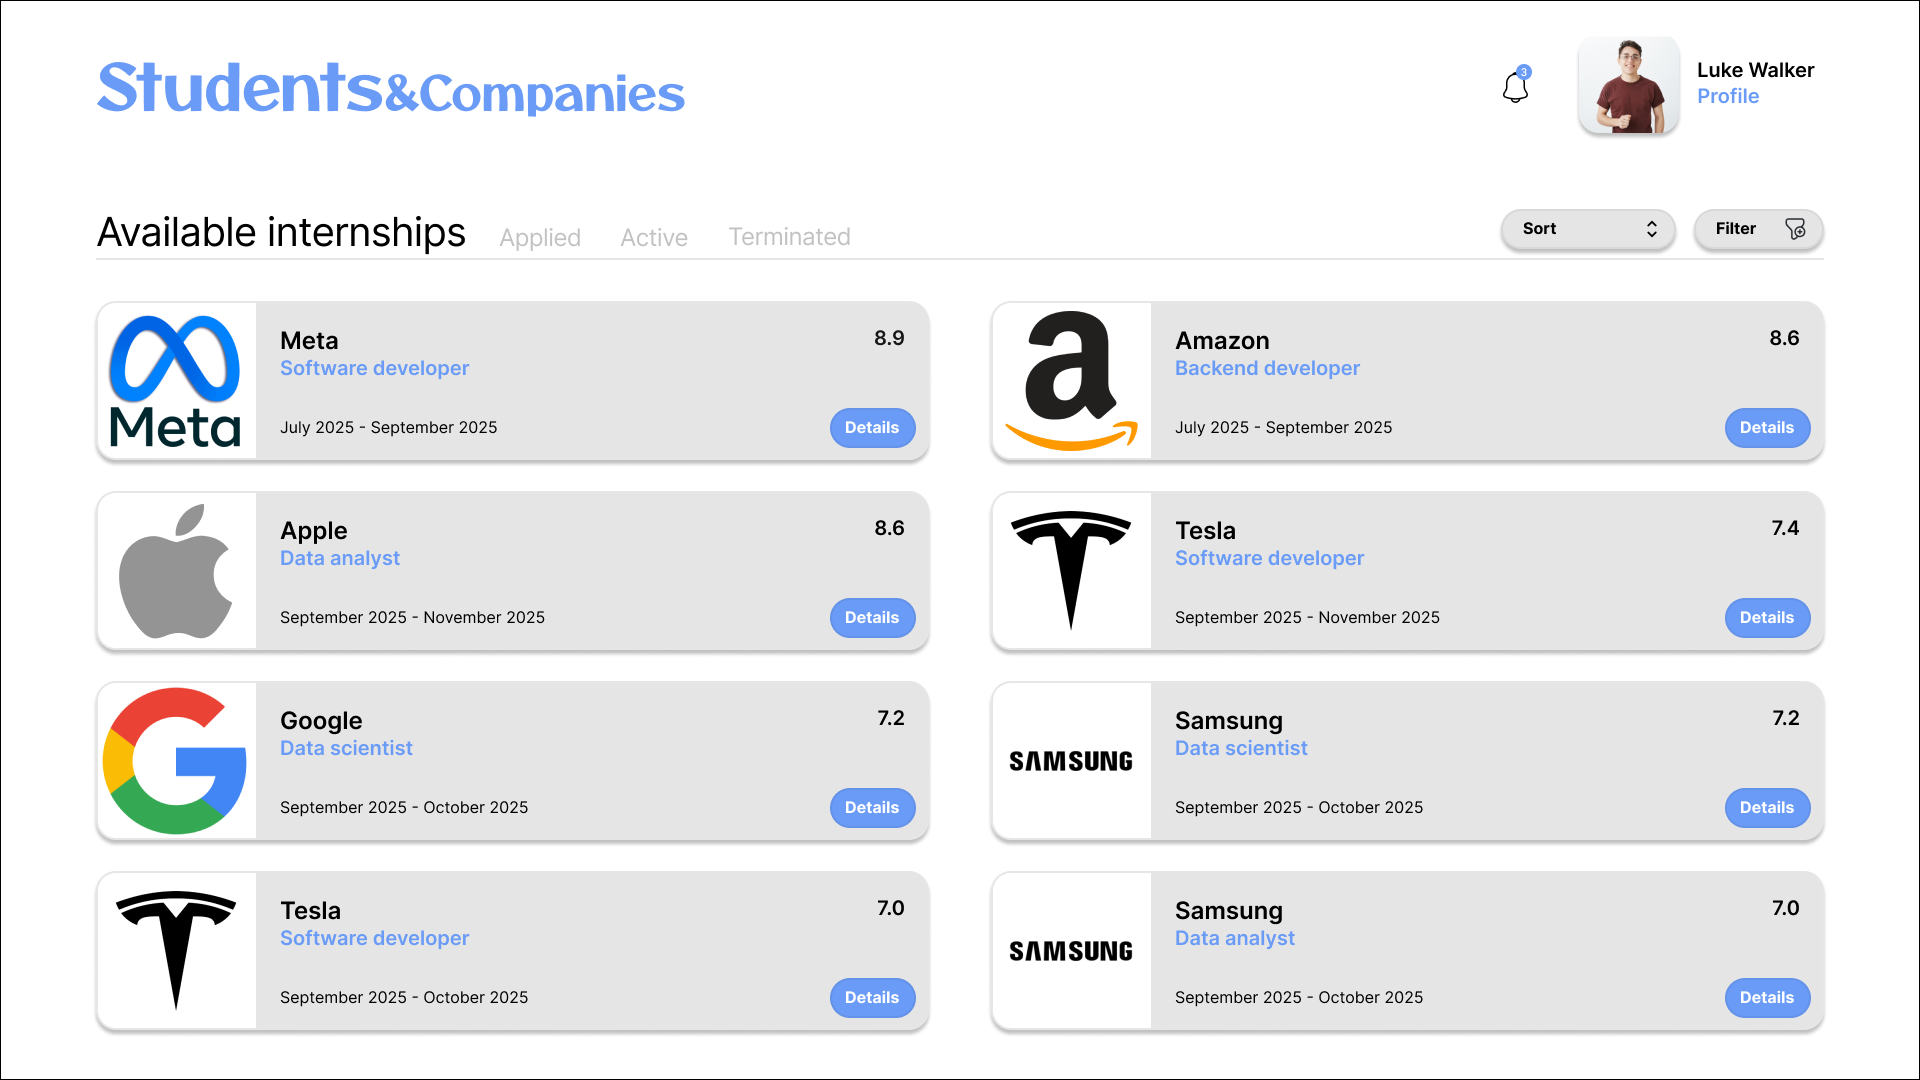 Students&Companies
3
Luke Walker
Profile
Available internships
Applied
Active
Terminated
Sort
Filter
Meta
Meta
Software developer
8.9
July 2025 - September 2025
Details
a
Amazon
Backend developer
8.6
July 2025 - September 2025
Details
Apple
Data analyst
8.6
September 2025 - November 2025
Details
Tesla
Software developer
7.4
September 2025 - November 2025
Details
G
Google
Data scientist
7.2
September 2025 - October 2025
Details
SAMSUNG
Samsung
Data scientist
7.2
September 2025 - October 2025
Details
Tesla
Software developer
7.0
September 2025 - October 2025
Details
SAMSUNG
Samsung
Data analyst
7.0
September 2025 - October 2025
Details